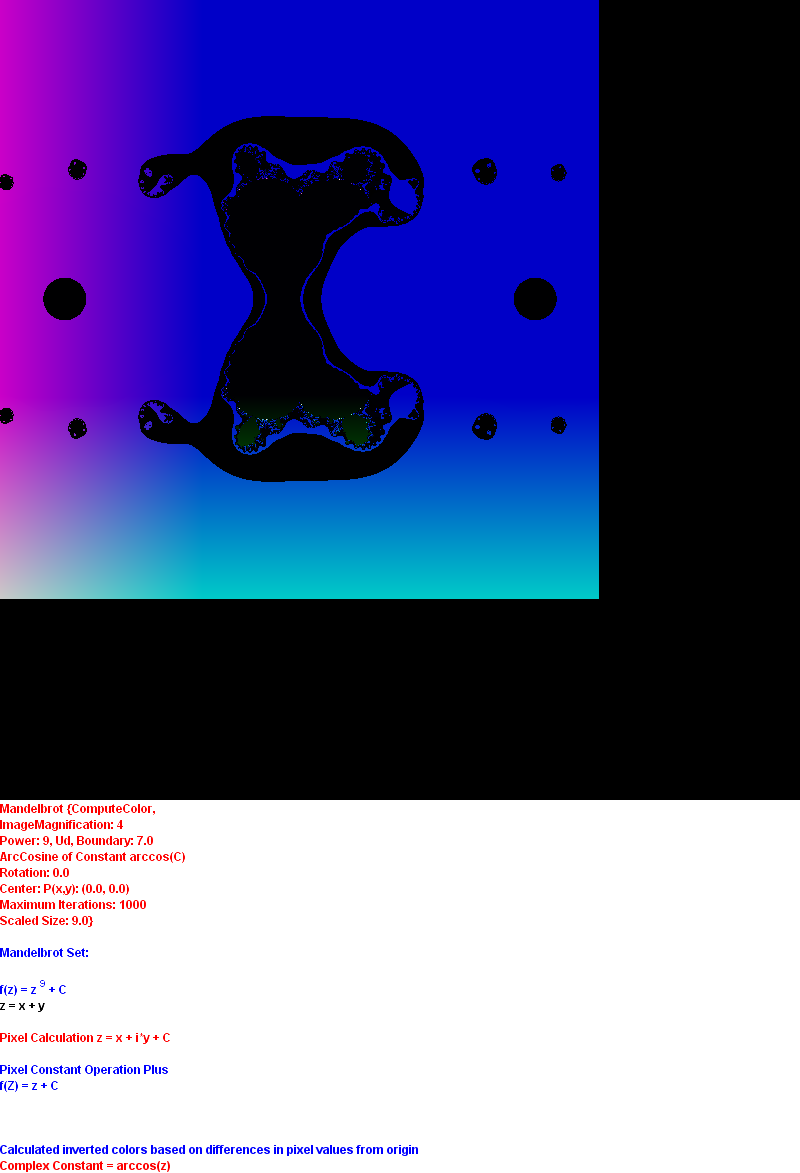 Mandelbrot {ComputeColor,
ImageMagnification: 4
Power: 9, Ud, Boundary: 7.0
ArcCosine of Constant arccos(C)
Rotation: 0.0
Center: P(x,y): (0.0, 0.0)
Maximum Iterations: 1000
Scaled Size: 9.0}
Mandelbrot Set:
f(z) = z 9 + C
z = x + y
Pixel Calculation z = x + i*y + C
Pixel Constant Operation Plus
f(Z) = z + C
Calculated inverted colors based on differences in pixel values from origin
Complex Constant = arccos(z)